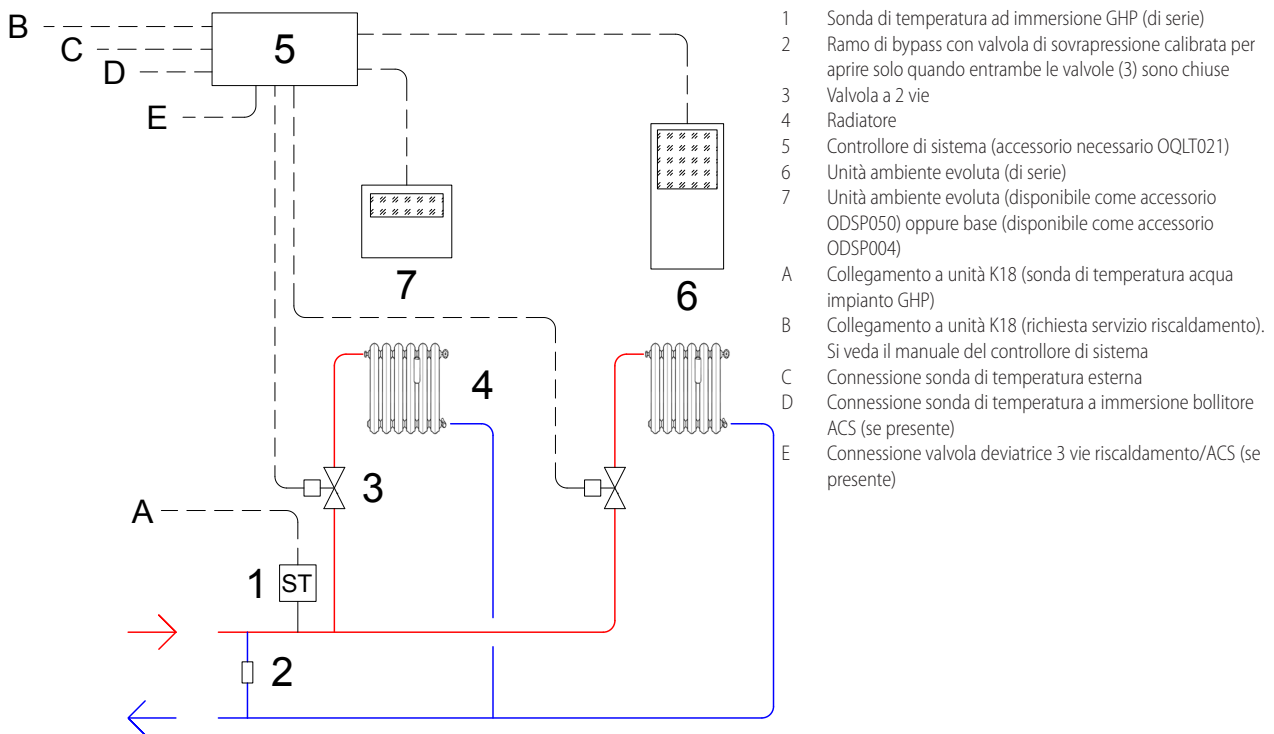 B
C
D
E
5
7
6
4
3
A
1
ST
2
1 Sonda di temperatura ad immersione GHP (di serie)
2 Ramo di bypass con valvola di sovrapressione calibrata per
aprire solo quando entrambe le valvole (3) sono chiuse
3 Valvola a 2 vie
4 Radiatore
5 Controllore di sistema (accessorio necessario OQLT021)
6 Unità ambiente evoluta (di serie)
7 Unità ambiente evoluta (disponibile come accessorio
ODSP050) oppure base (disponibile come accessorio
ODSP004)
A Collegamento a unità K18 (sonda di temperatura acqua
impianto GHP)
B Collegamento a unità K18 (richiesta servizio riscaldamento).
Si veda il manuale del controllore di sistema
C Connessione sonda di temperatura esterna
D Connessione sonda di temperatura a immersione bollitore
ACS (se presente)
E Connessione valvola deviatrice 3 vie riscaldamento/ACS (se
presente)